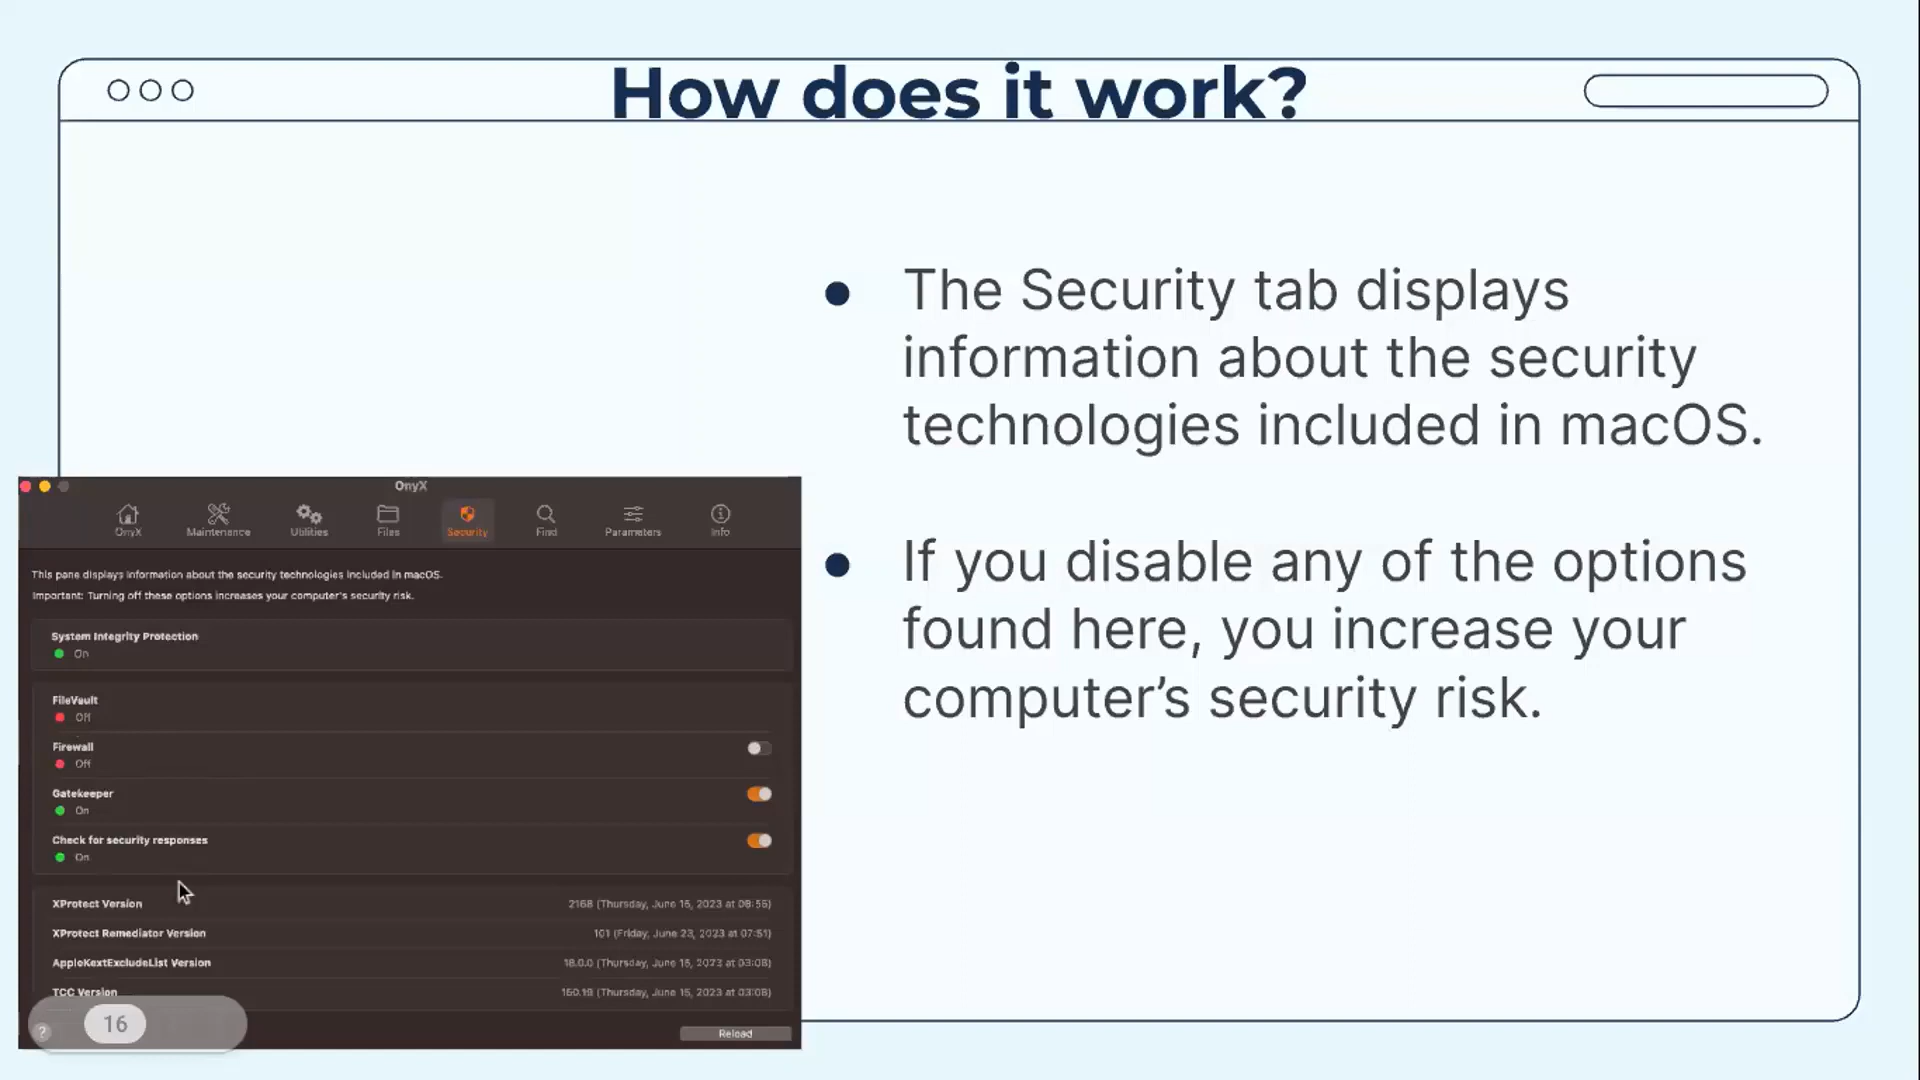 How does it work?
The Security tab displays
information about the security
technologies included in macOS.
If you disable any of the options
found here, you increase your
computer’s security risk.
OnyX
OnyX Maintenance Utilities Files Security Find Parameters Info
This pane displays information about the security technologies included in macOS.
Important: Turning off these options increases your computer's security risk.
System Integrity Protection
On
FileVault
Off
Firewall
Off
Gatekeeper
On
Check for security responses
On
XProtect Version 2168 (Thursday, June 15, 2023 at 08:55)
XProtect Remediator Version 101 (Friday, June 23, 2023 at 07:51)
AppleKextExcludeList Version 18.0.0 (Thursday, June 15, 2023 at 03:08)
TCC Version 150.19 (Thursday, June 15, 2023 at 03:08)
? 16
Reload